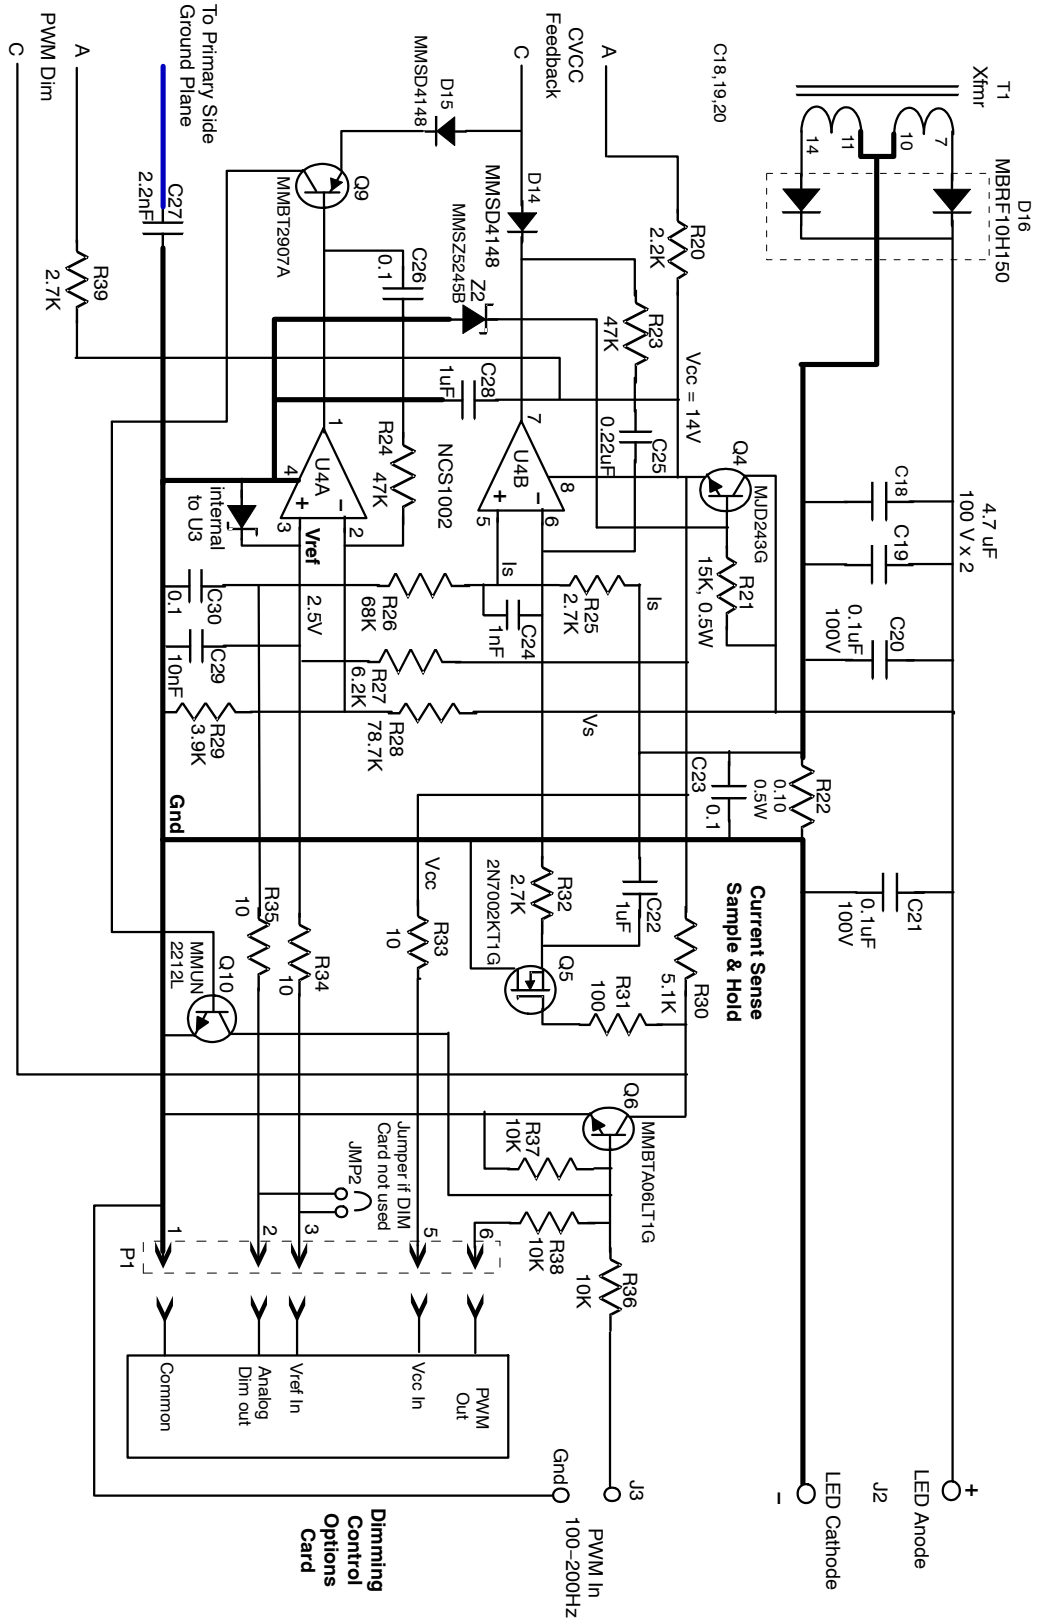 T1
Xfmr
7
10
11
14
D16
MBRF10H150
4.7 uF
100 V x 2
C18
C19
C20
0.1uF
100V
C21
0.1uF
100V
LED Anode
+
J2
LED Cathode
−
C18,19,20
A
R20
2.2K
Vcc = 14V
Q4
MJD243G
R21
15K, 0.5W
R22
0.10
0.5W
C23
0.1
Current Sense
Sample & Hold
CVCC
Feedback
C
D14
MMSD4148
R23
47K
C25
0.22uF
U4B
7
8
6
5
NCS1002
Is
R25
2.7K
Is
C24
1nF
Vs
R32
2.7K
C22
1uF
R30
5.1K
R31
100
Q5
2N7002KT1G
D15
MMSD4148
Z2
MMSZ5245B
C28
1uF
Q9
MMBT2907A
C26
0.1
R24
47K
U4A
1
4
2
3
Vref
internal
to U3
2.5V
R26
68K
R27
6.2K
R28
78.7K
R29
3.9K
C30
0.1
C29
10nF
Gnd
Vcc
R33
10
R34
10
R35
10
Q10
MMUN
2212L
Q6
MMBTA06LT1G
R37
10K
R38
10K
R36
10K
JMP2
Jumper if DIM
Card not used
1
2
3
5
6
P1
Common
Analog
Dim out
Vref In
Vcc In
PWM
Out
J3
Gnd
PWM In
100−200Hz
Dimming
Control
Options
Card
To Primary Side
Ground Plane
C27
2.2nF
A
PWM Dim
C
R39
2.7K